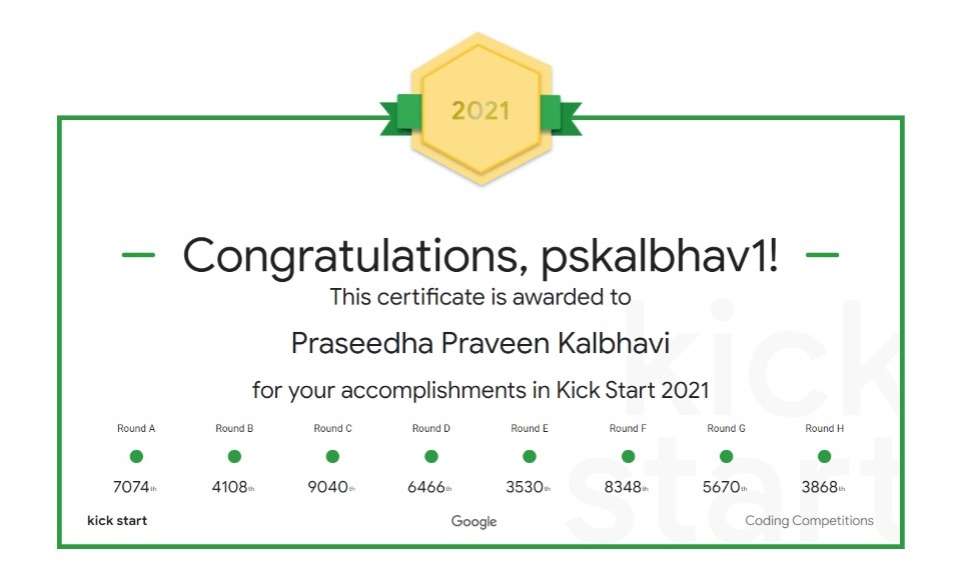 2021
Congratulations, pskalbhav1!
This certificate is awarded to
Praseedha Praveen Kalbhavi
for your accomplishments in Kick Start 2021
Round A Round B Round C Round D Round E Round F Round G Round H
7074th 4108th 9040th 6466th 3530th 8348th 5670th 3868th
kick start Google Coding Competitions
kick
start